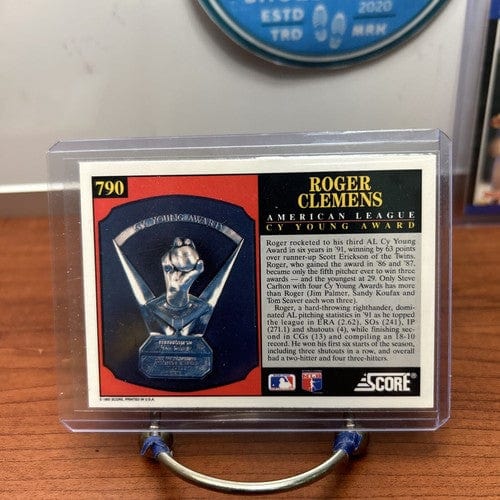 ESTD
2020
TRD
MRK
790
CY YOUNG AWARD
ROGER
CLEMENS
AMERICAN LEAGUE
CY YOUNG AWARD
Roger rocketed to his third AL Cy Young
Award in six years in '91, winning by 63 points
over runner-up Scott Erickson of the Twins.
Roger, who gained the award in '86 and '87,
became only the fifth pitcher ever to win three
awards — and the youngest at 29. Only Steve
Carlton with four Cy Young Awards has more
than Roger (Jim Palmer, Sandy Koufax and
Tom Seaver each won three).
Roger, a hard-throwing righthander, domi-
nated AL pitching statistics in '91 as he topped
the league in ERA (2.62), SOs (241), IP
(271.1) and shutouts (4), while finishing sec-
ond in CGs (13) and compiling an 18-10
record. He won his first six starts of the season,
including three shutouts in a row, and overall
had a two-hitter and four three-hitters.
MLB
SCORE
© 1992 SCORE, PRINTED IN U.S.A.